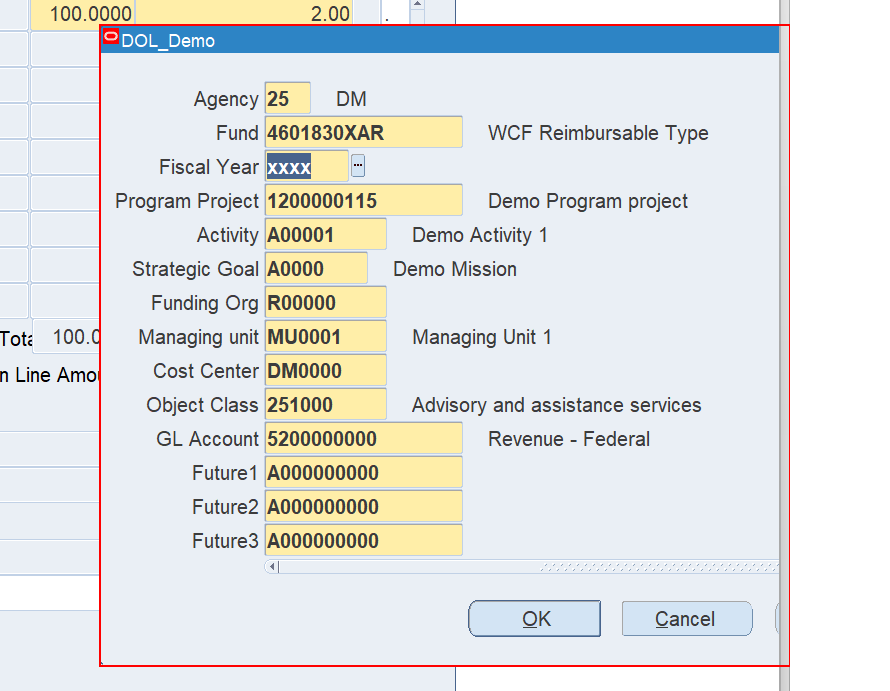 100.0000 2.00 .
DOL_Demo
Agency 25 DM
Fund 4601830XAR WCF Reimbursable Type
Fiscal Year xxxx ...
Program Project 1200000115 Demo Program project
Activity A00001 Demo Activity 1
Strategic Goal A0000 Demo Mission
Funding Org R00000
Managing unit MU0001 Managing Unit 1
Cost Center DM0000
Object Class 251000 Advisory and assistance services
GL Account 5200000000 Revenue - Federal
Future1 A000000000
Future2 A000000000
Future3 A000000000
Tota 100.0
n Line Amou
OK Cancel